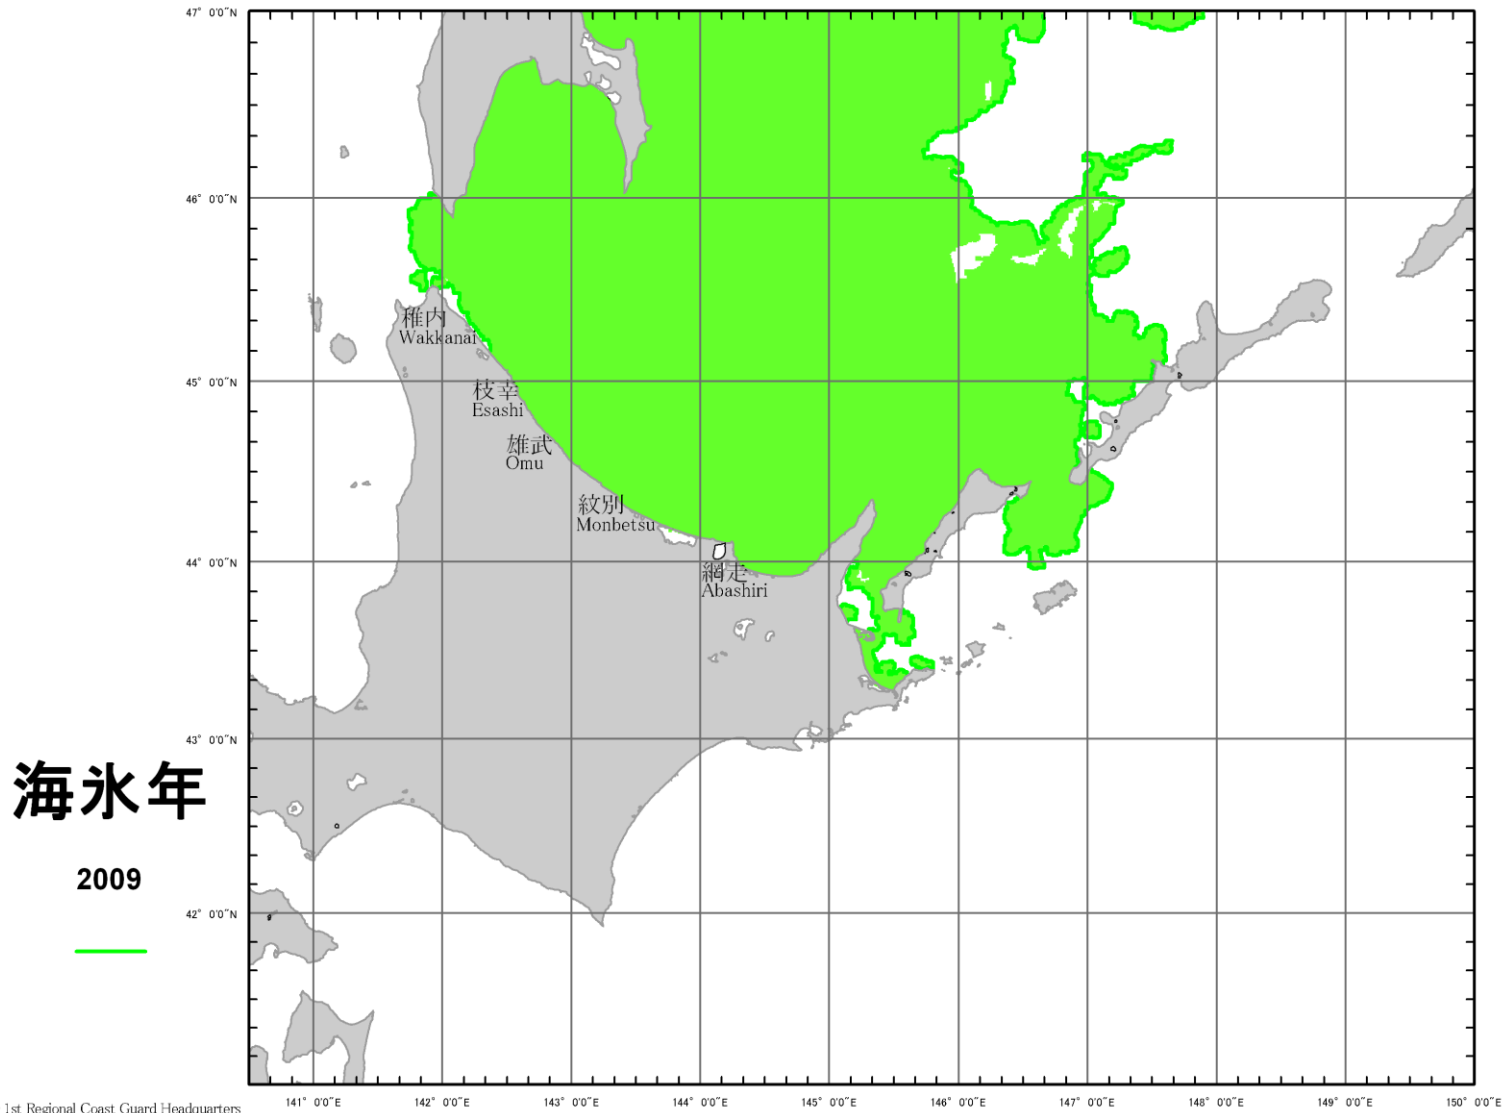 47° 0'0"N
46° 0'0"N
稚内
Wakkanai
45° 0'0"N
枝幸
Esashi
雄武
Omu
紋別
Monbetsu
44° 0'0"N
網走
Abashiri
43° 0'0"N
海氷年
2009
42° 0'0"N
141° 0'0"E 142° 0'0"E 143° 0'0"E 144° 0'0"E 145° 0'0"E 146° 0'0"E 147° 0'0"E 148° 0'0"E 149° 0'0"E 150° 0'0"E
1st Regional Coast Guard Headquarters